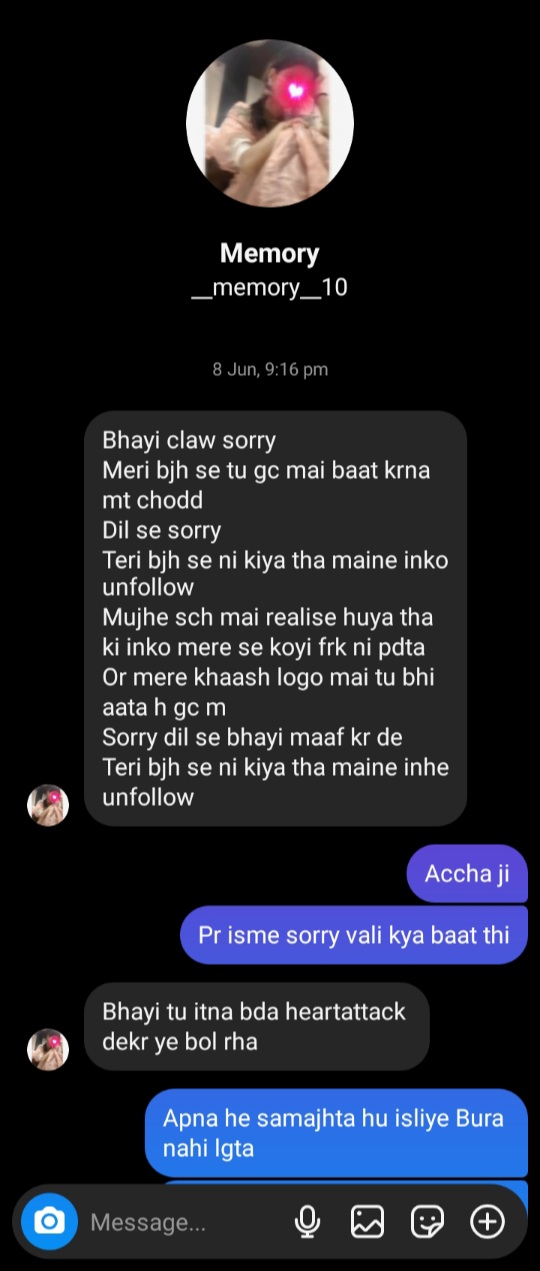 Memory
__memory__10
8 Jun, 9:16 pm
Bhayi claw sorry
Meri bjh se tu gc mai baat krna
mt chodd
Dil se sorry
Teri bjh se ni kiya tha maine inko
unfollow
Mujhe sch mai realise huya tha
ki inko mere se koyi frk ni pdta
Or mere khaash logo mai tu bhi
aata h gc m
Sorry dil se bhayi maaf kr de
Teri bjh se ni kiya tha maine inhe
unfollow
Accha ji
Pr isme sorry vali kya baat thi
Bhayi tu itna bda heartattack
dekr ye bol rha
Apna he samajhta hu isliye Bura
nahi lgta
Message...